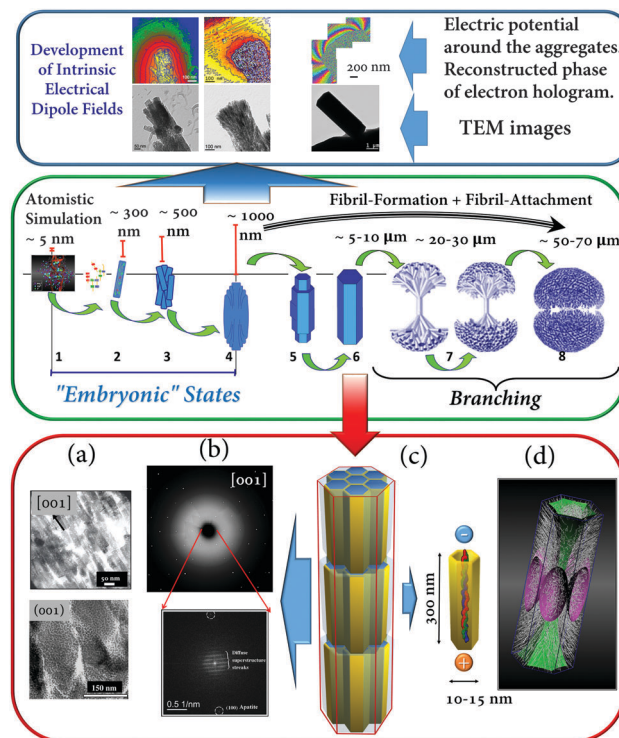 Development
of Intrinsic
Electrical
Dipole Fields
100 nm
200 nm
Electric potential
around the aggregates.
Reconstructed phase
of electron hologram.
100 nm
1 µm
TEM images
Atomistic
Simulation
~ 5 nm
~ 300
nm
~ 500
nm
~ 1000
nm
Fibril-Formation + Fibril-Attachment
~ 5-10 µm
~ 20-30 µm
~ 50-70 µm
1
2
3
4
5
6
7
8
"Embryonic" States
Branching
(a)
(b)
(c)
(d)
[001]
50 nm
(001)
150 nm
[001]
Diffuse
superstructure
streaks
0.5 1/nm
(100) Apatite
300 nm
−
+
10-15 nm